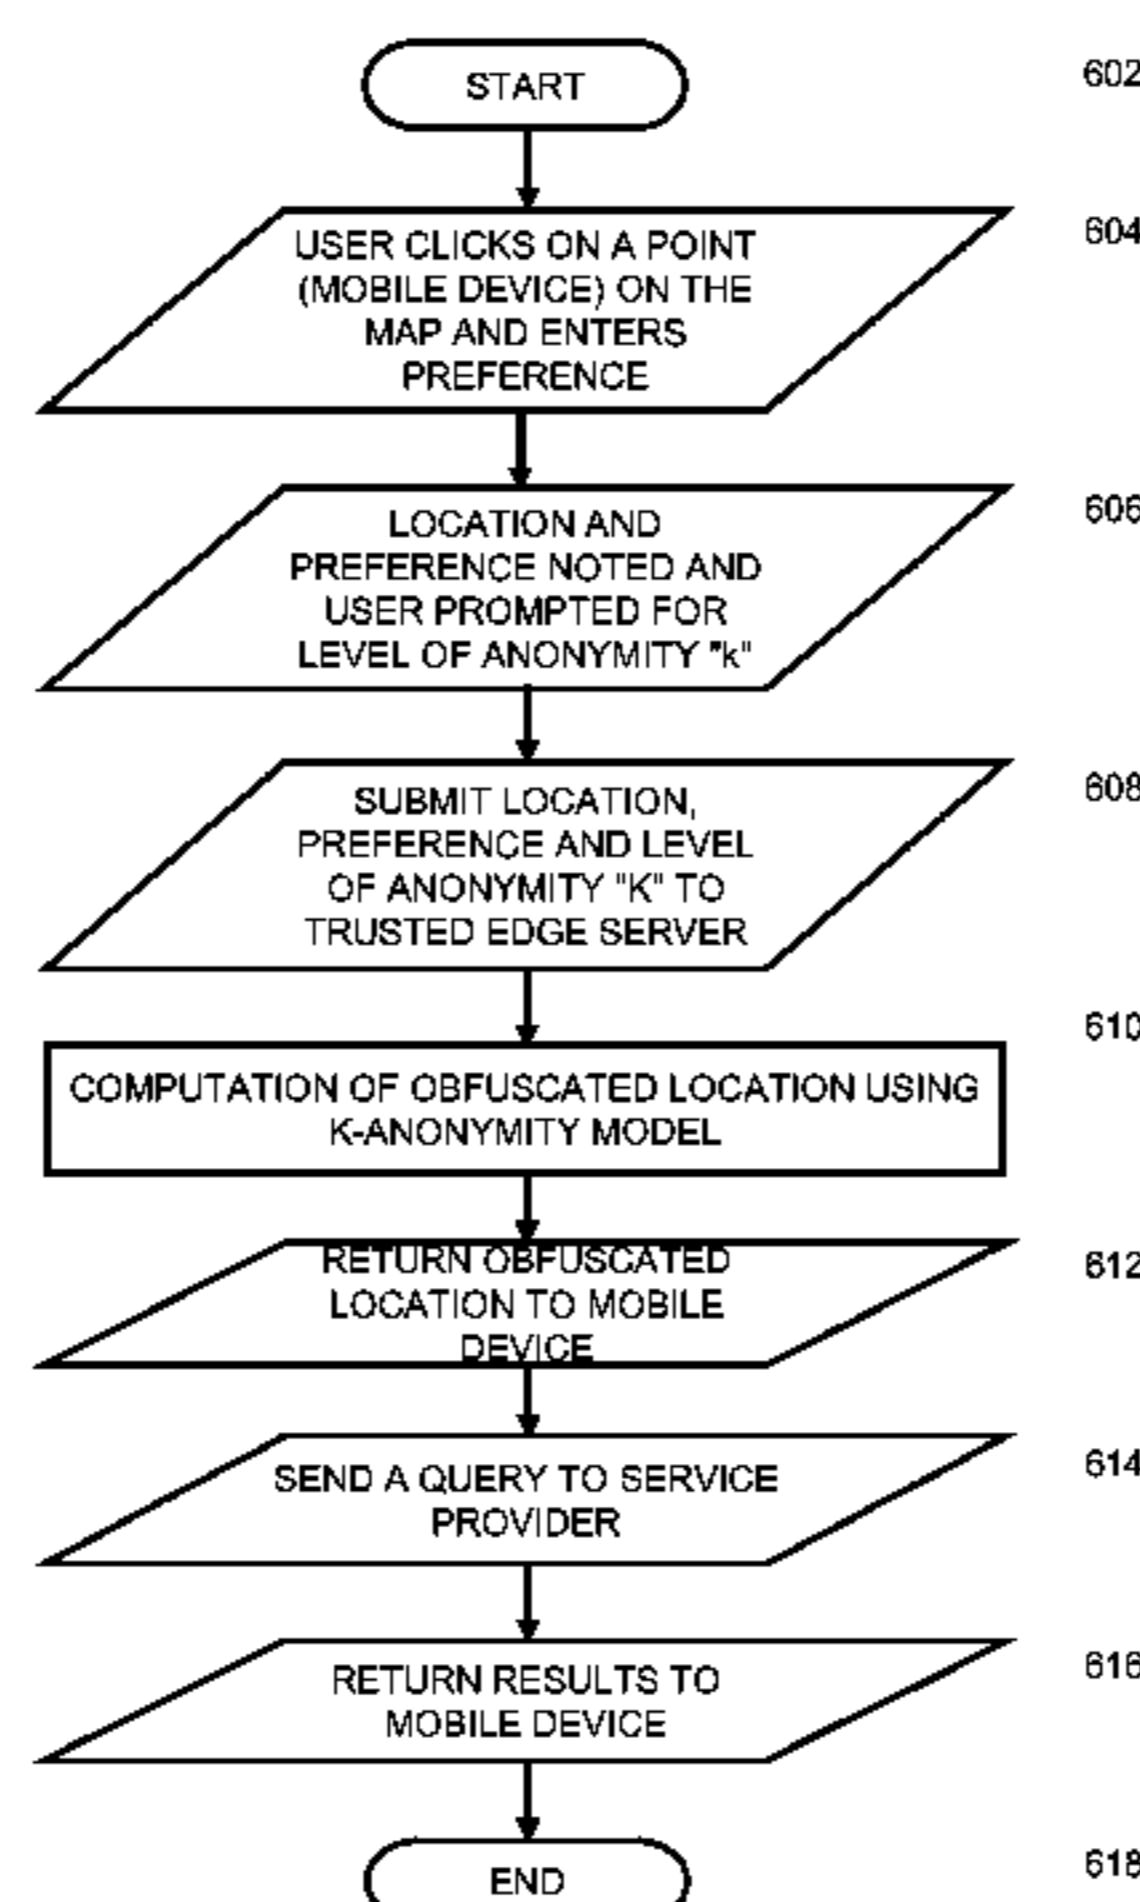 START
602
USER CLICKS ON A POINT
(MOBILE DEVICE) ON THE
MAP AND ENTERS
PREFERENCE
604
LOCATION AND
PREFERENCE NOTED AND
USER PROMPTED FOR
LEVEL OF ANONYMITY "k"
606
SUBMIT LOCATION,
PREFERENCE AND LEVEL
OF ANONYMITY "K" TO
TRUSTED EDGE SERVER
608
COMPUTATION OF OBFUSCATED LOCATION USING
K-ANONYMITY MODEL
610
RETURN OBFUSCATED
LOCATION TO MOBILE
DEVICE
612
SEND A QUERY TO SERVICE
PROVIDER
614
RETURN RESULTS TO
MOBILE DEVICE
616
END
618